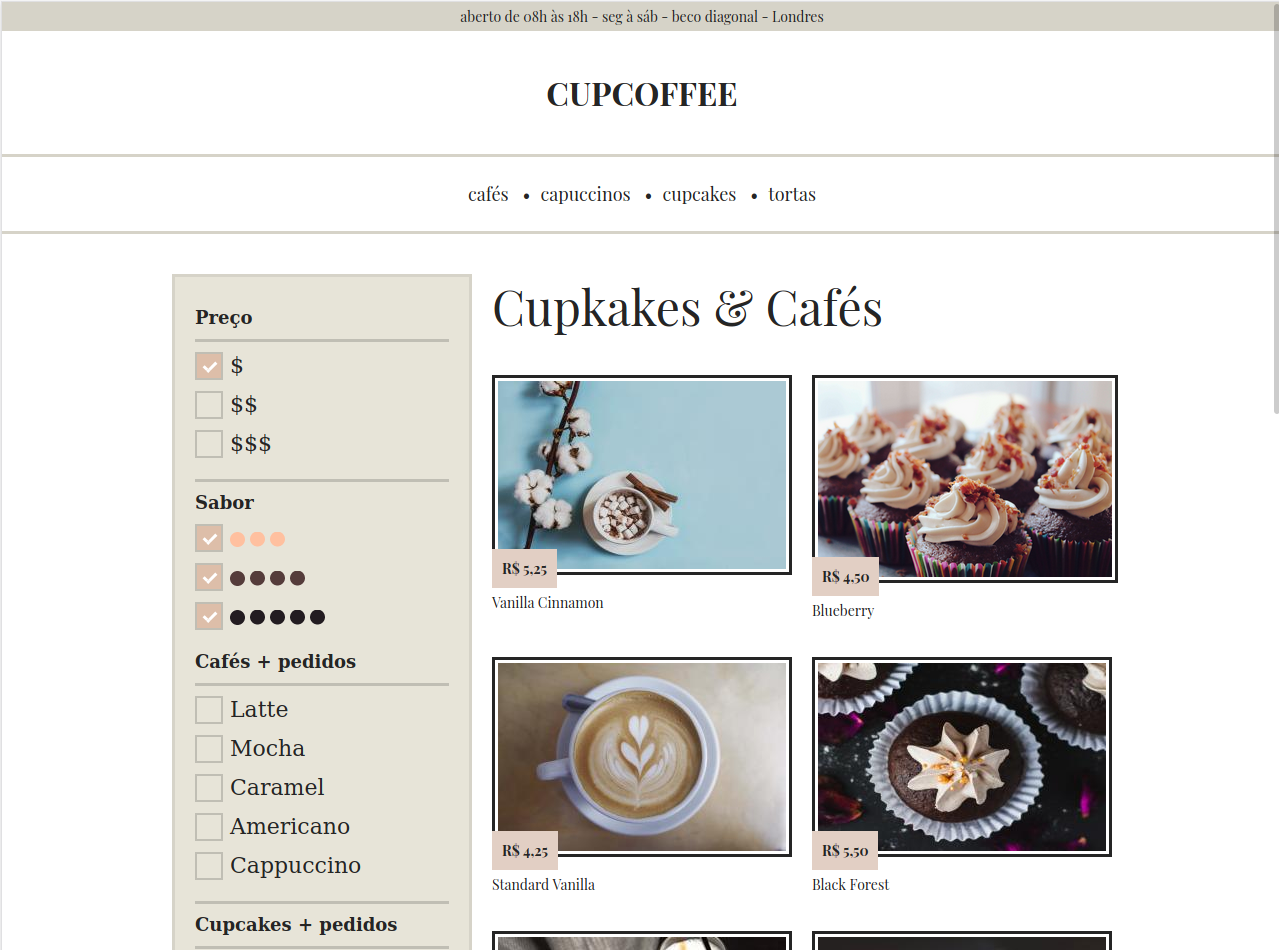 aberto de 08h às 18h - seg à sáb - beco diagonal - Londres
CUPCOFFEE
cafés • capuccinos • cupcakes • tortas
Preço
$
$$
$$$
Sabor
Cafés + pedidos
Latte
Mocha
Caramel
Americano
Cappuccino
Cupcakes + pedidos
Cupkakes & Cafés
R$ 5,25
Vanilla Cinnamon
R$ 4,50
Blueberry
R$ 4,25
Standard Vanilla
R$ 5,50
Black Forest